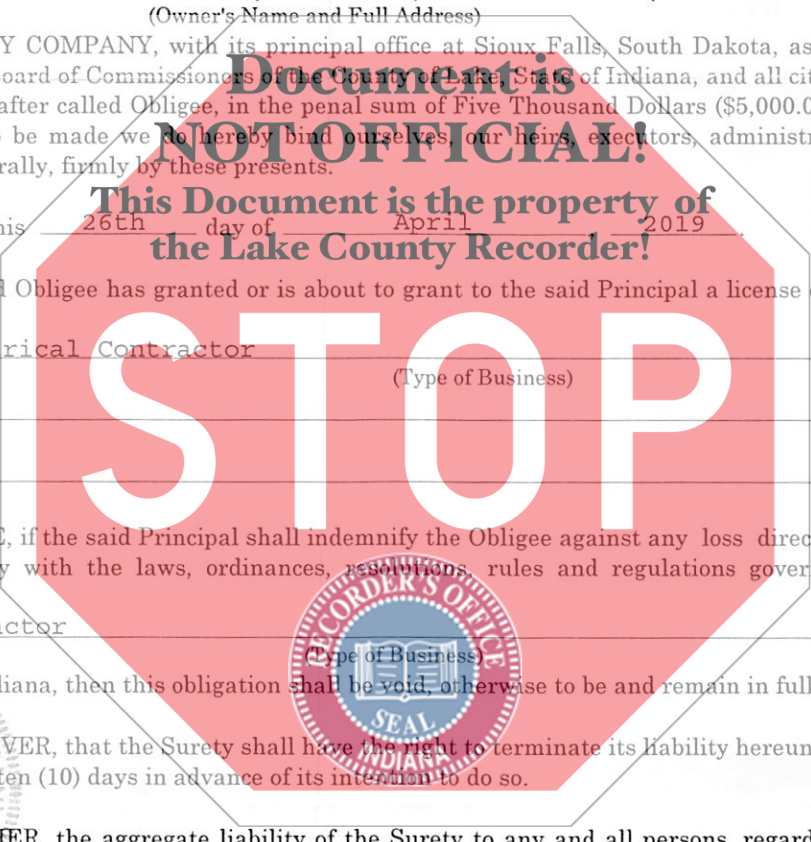 (Owner's Name and Full Address)
Y COMPANY, with its principal office at Sioux Falls, South Dakota, as
oard of Commissioners of the County of Lake, State of Indiana, and all cit
after called Obligee, in the penal sum of Five Thousand Dollars ($5,000.0
o be made we do hereby bind ourselves, our heirs, executors, administr
rally, firmly by these presents.
Document is
NOT OFFICIAL!
This Document is the property of
the Lake County Recorder!
his 26th day of April, 2019.
d Obligee has granted or is about to grant to the said Principal a license
rical Contractor
(Type of Business)
STOP
E, if the said Principal shall indemnify the Obligee against any loss direc
y with the laws, ordinances, resolutions, rules and regulations gover
actor
(Type of Business)
RECORDER'S OFFICE
SEAL
INDIANA
diana, then this obligation shall be void, otherwise to be and remain in full
VER, that the Surety shall have the right to terminate its liability hereun
ten (10) days in advance of its intention to do so.
HER, the aggregate liability of the Surety to any and all persons, regard